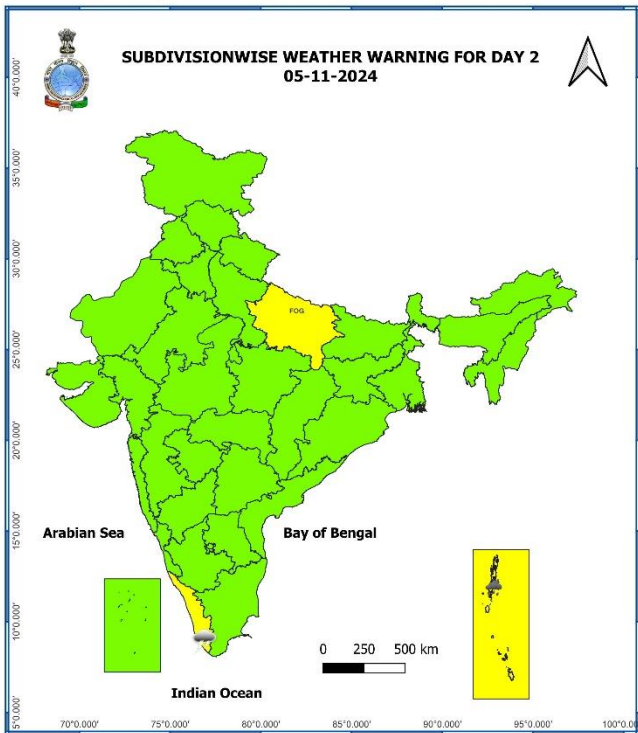 SUBDIVISIONWISE WEATHER WARNING FOR DAY 2
05-11-2024
40°0.000'
35°0.000'
30°0.000'
25°0.000'
20°0.000'
15°0.000'
10°0.000'
5°0.000'
FOG
Arabian Sea
Bay of Bengal
0 250 500 km
Indian Ocean
70°0.000' 75°0.000' 80°0.000' 85°0.000' 90°0.000' 95°0.000' 100°0.000'